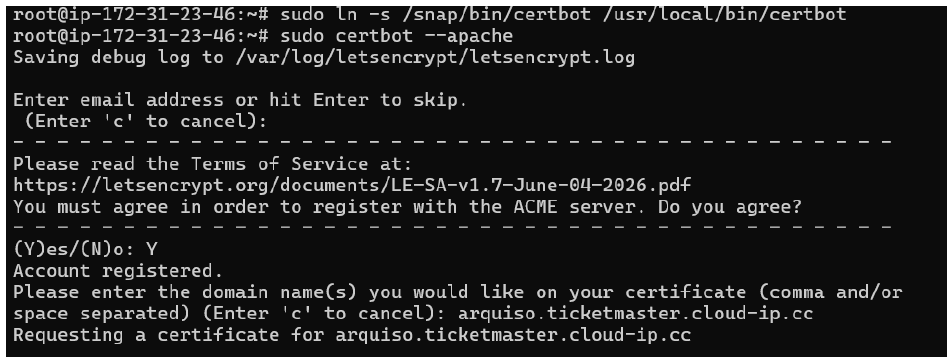 root@ip-172-31-23-46:~# sudo ln -s /snap/bin/certbot /usr/local/bin/certbot
root@ip-172-31-23-46:~# sudo certbot --apache
Saving debug log to /var/log/letsencrypt/letsencrypt.log
Enter email address or hit Enter to skip.
(Enter 'c' to cancel):
- - - - - - - - - - - - - - - - - - - - - - - - - - - - - - - - - - - - - - - -
Please read the Terms of Service at:
https://letsencrypt.org/documents/LE-SA-v1.7-June-04-2026.pdf
You must agree in order to register with the ACME server. Do you agree?
- - - - - - - - - - - - - - - - - - - - - - - - - - - - - - - - - - - - - - - -
(Y)es/(N)o: Y
Account registered.
Please enter the domain name(s) you would like on your certificate (comma and/or
space separated) (Enter 'c' to cancel): arquiso.ticketmaster.cloud-ip.cc
Requesting a certificate for arquiso.ticketmaster.cloud-ip.cc